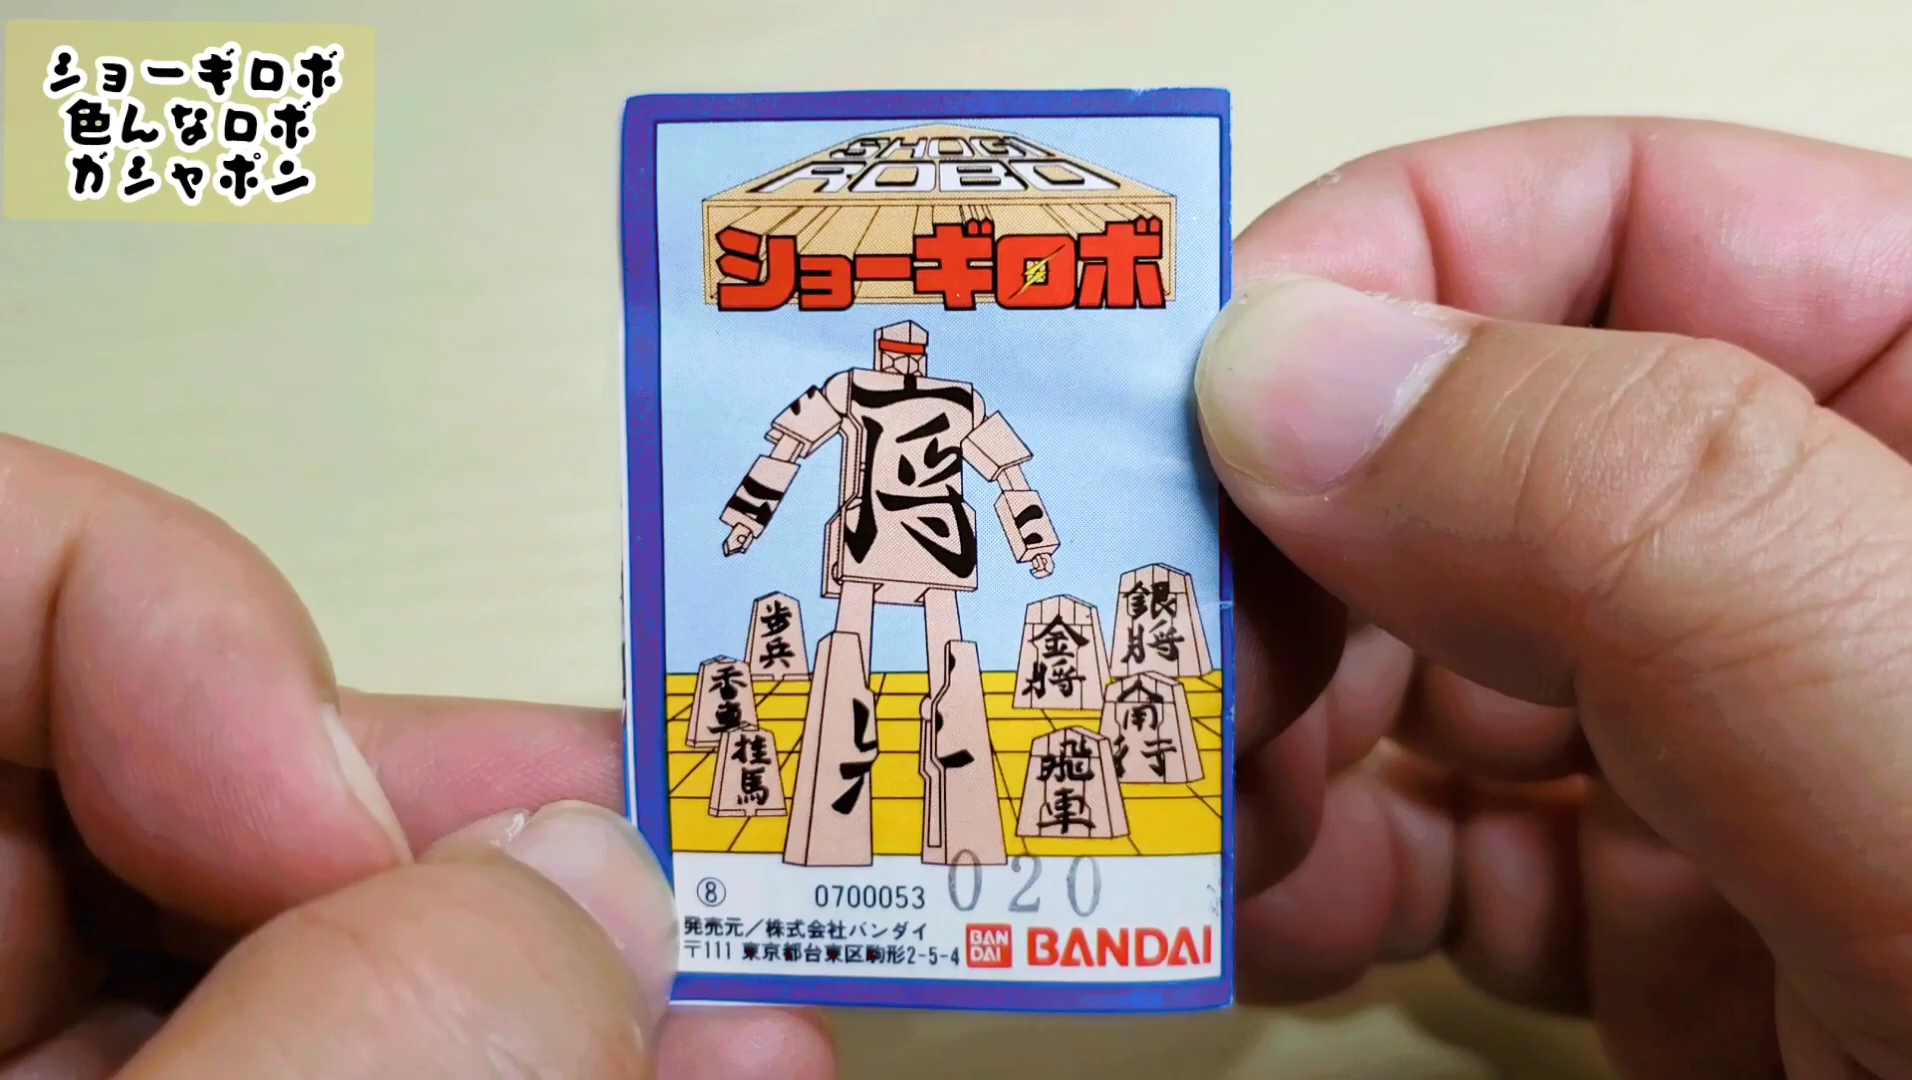 ショーギロボ
色んなロボ
ガシャポン
SHOGI
ROBO
ショーギロボ
将
歩兵
香車
桂馬
銀将
金将
飛車
020
⑧ 0700053
発売元/株式会社バンダイ
〒111 東京都台東区駒形2-5-4
BAN
DAI
BANDAI